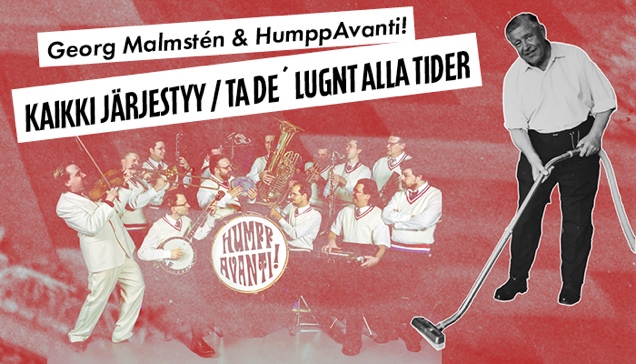 Georg Malmstén & HumppAvanti!
KAIKKI JÄRJESTYY / TA DE´ LUGNT ALLA TIDER
HUMPP
AVANTI!